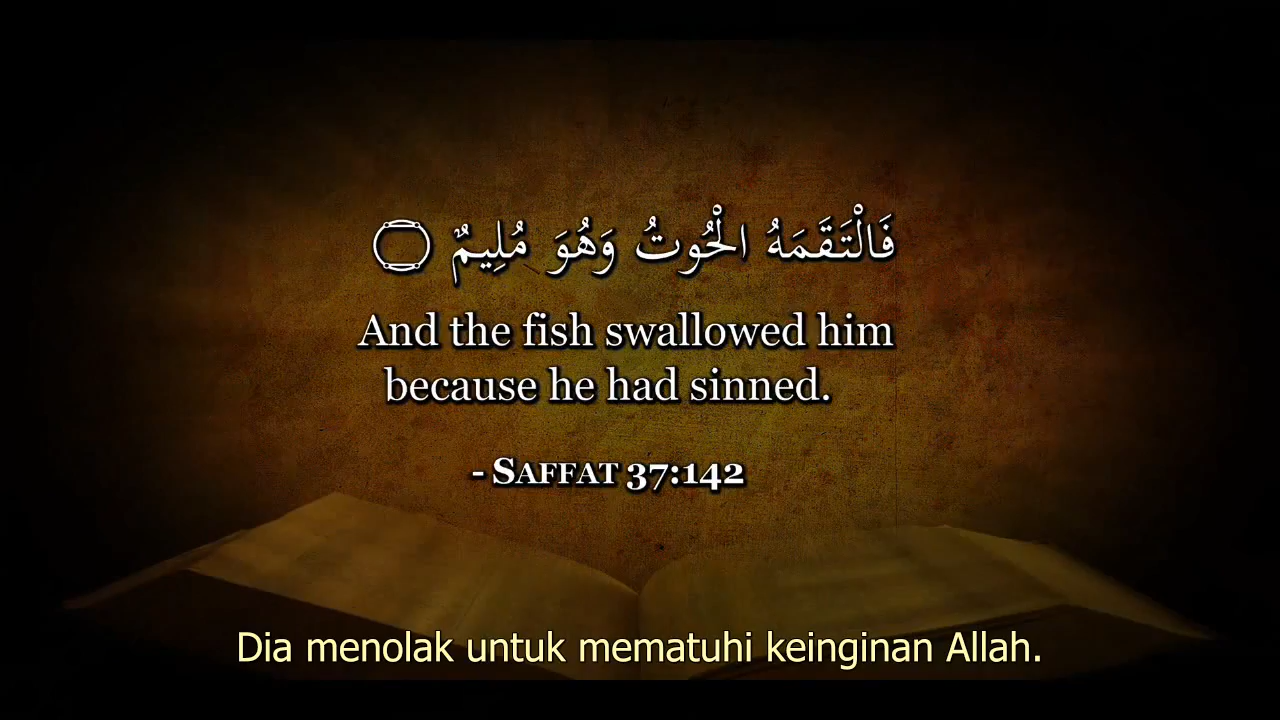 فَالْتَقَمَهُ الْحُوتُ وَهُوَ مُلِيمٌ ۝
And the fish swallowed him
because he had sinned.
- SAFFAT 37:142
Dia menolak untuk mematuhi keinginan Allah.